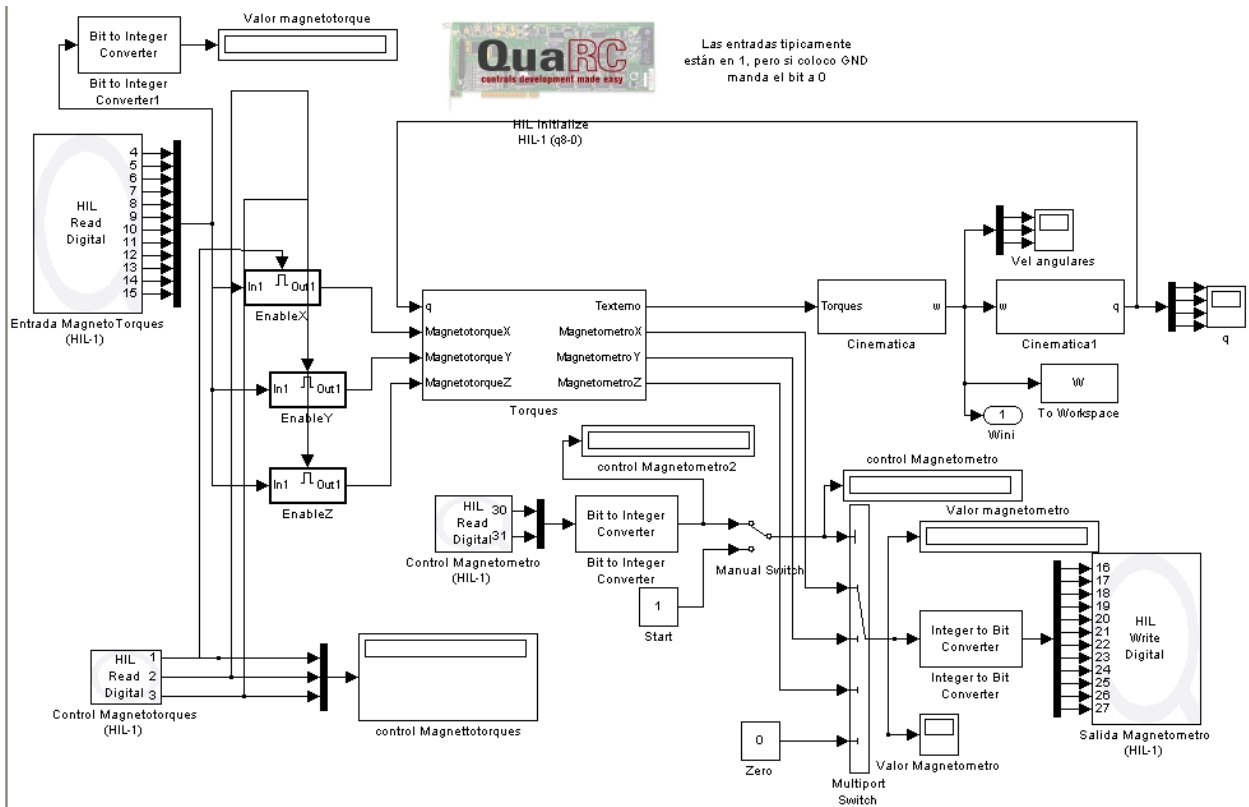 Valor magnetotorque
Bit to Integer
Converter
Bit to Integer
Converter1
QuaRC
controls development made easy
HIL Initialize
HIL-1 (q8-0)
Las entradas tipicamente
están en 1, pero si coloco GND
manda el bit a 0
HIL
Read
Digital
4
5
6
7
8
9
10
11
12
13
14
15
Entrada MagnetoTorques
(HIL-1)
In1
Out1
EnableX
In1
Out1
EnableY
In1
Out1
EnableZ
q
MagnetotorqueX
MagnetotorqueY
MagnetotorqueZ
Texterno
MagnetometroX
MagnetometroY
MagnetometroZ
Torques
Torques
w
Cinematica
Vel angulares
w
q
Cinematica1
q
W
To Workspace
1
Wini
control Magnetometro2
control Magnetometro
Valor magnetometro
HIL
Read
Digital
30
31
Control Magnetometro
(HIL-1)
Bit to Integer
Converter
Bit to Integer
Converter
Manual Switch
1
Start
0
Zero
Multiport
Switch
Integer to Bit
Converter
Integer to Bit
Converter
Valor Magnetometro
16
17
18
19
20
21
22
23
24
25
26
27
HIL
Write
Digital
Salida Magnetometro
(HIL-1)
HIL
Read
Digital
1
2
3
Control Magnetotorques
(HIL-1)
control Magnettotorques